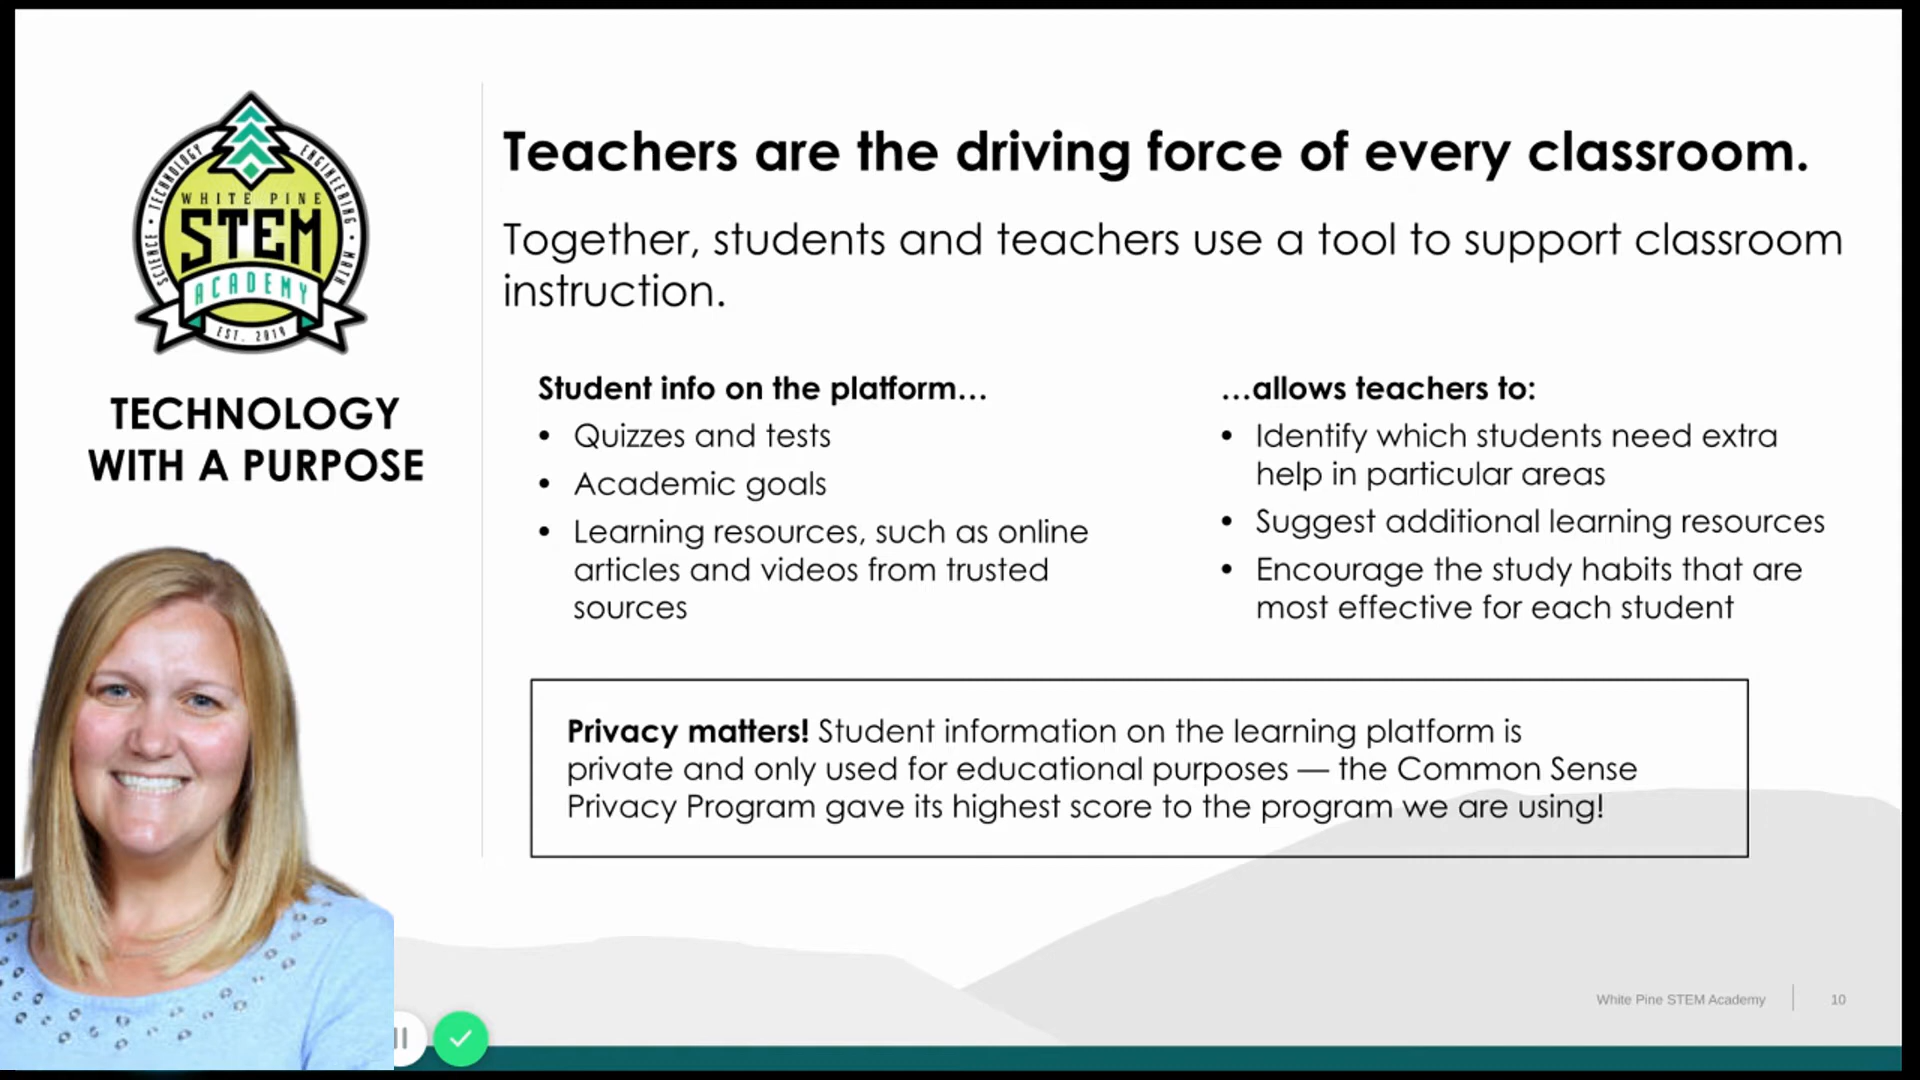 SCIENCE • TECHNOLOGY
ENGINEERING • MATH
WHITE PINE
STEM
ACADEMY
EST. 2019
TECHNOLOGY
WITH A PURPOSE
Teachers are the driving force of every classroom.
Together, students and teachers use a tool to support classroom
instruction.
Student info on the platform...
• Quizzes and tests
• Academic goals
• Learning resources, such as online
articles and videos from trusted
sources
...allows teachers to:
• Identify which students need extra
help in particular areas
• Suggest additional learning resources
• Encourage the study habits that are
most effective for each student
Privacy matters! Student information on the learning platform is
private and only used for educational purposes — the Common Sense
Privacy Program gave its highest score to the program we are using!
White Pine STEM Academy
10